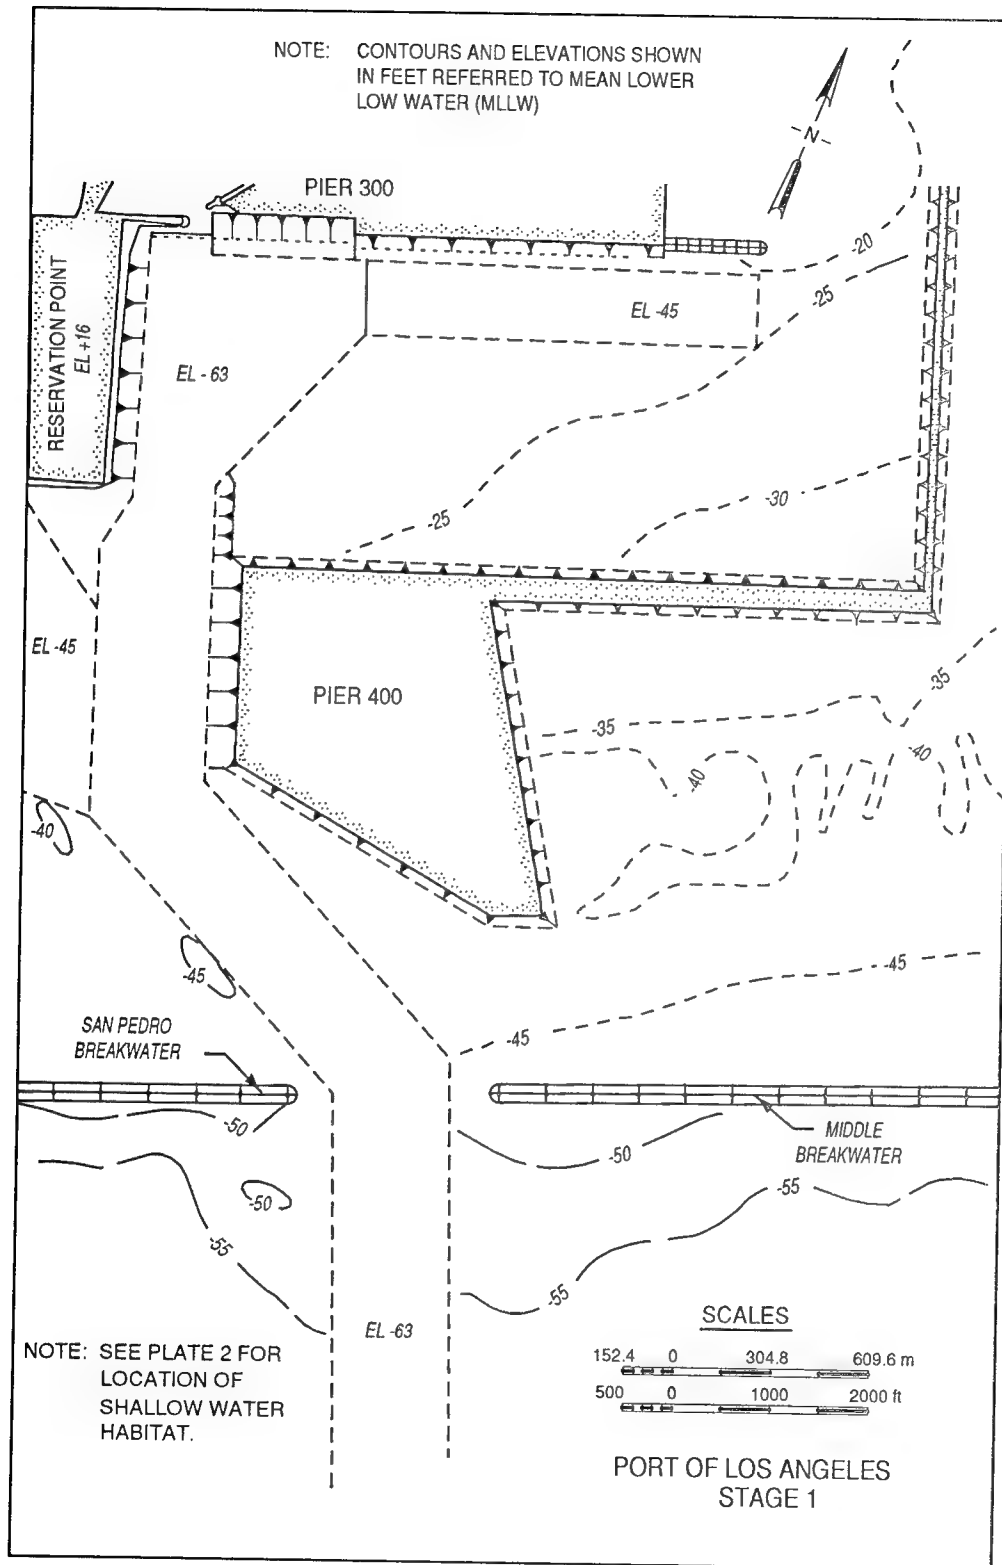 NOTE: CONTOURS AND ELEVATIONS SHOWN
IN FEET REFERRED TO MEAN LOWER
LOW WATER (MLLW)
N
PIER 300
-20
-25
EL -45
RESERVATION POINT
EL +16
EL -63
-30
-25
EL -45
PIER 400
-35
-35
-40
-40
-40
-45
-45
-45
SAN PEDRO
BREAKWATER
-50
MIDDLE
BREAKWATER
-50
-50
-55
-55
-55
EL -63
SCALES
152.4 0 304.8 609.6 m
500 0 1000 2000 ft
NOTE: SEE PLATE 2 FOR
LOCATION OF
SHALLOW WATER
HABITAT.
PORT OF LOS ANGELES
STAGE 1